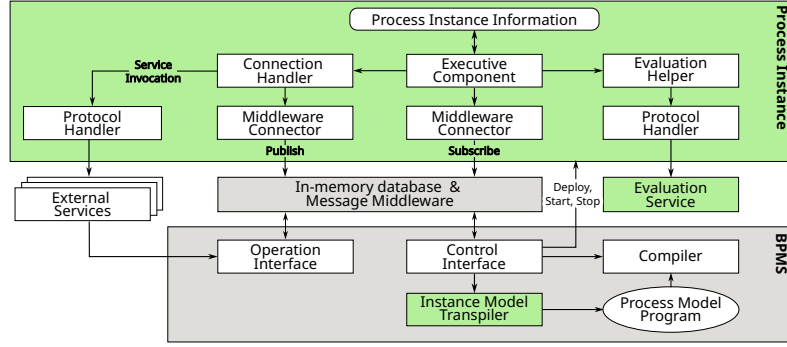 Process Instance Information
Process Instance
Service
Invocation
Connection
Handler
Executive
Component
Evaluation
Helper
Protocol
Handler
Middleware
Connector
Middleware
Connector
Protocol
Handler
Publish
Subscribe
External
Services
In-memory database &
Message Middleware
Deploy,
Start, Stop
Evaluation
Service
BPMS
Operation
Interface
Control
Interface
Compiler
Instance Model
Transpiler
Process Model
Program